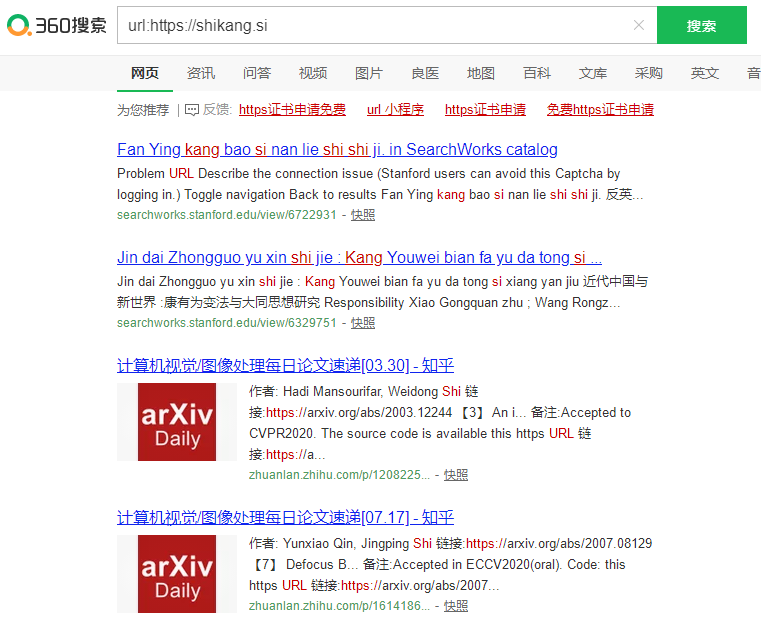 360搜索
url:https://shikang.si
搜索
网页 资讯 问答 视频 图片 良医 地图 百科 文库 采购 英文 音
为您推荐 | 反馈: https证书申请免费 url 小程序 https证书申请 免费https证书申请
Fan Ying kang bao si nan lie shi shi ji. in SearchWorks catalog
Problem URL Describe the connection issue (Stanford users can avoid this Captcha by
logging in.) Toggle navigation Back to results Fan Ying kang bao si nan lie shi shi ji. 反英...
searchworks.stanford.edu/view/6722931 - 快照
Jin dai Zhongguo yu xin shi jie : Kang Youwei bian fa yu da tong si ...
Jin dai Zhongguo yu xin shi jie : Kang Youwei bian fa yu da tong si xiang yan jiu 近代中国与
新世界 :康有为变法与大同思想研究 Responsibility Xiao Gongquan zhu ; Wang Rongz...
searchworks.stanford.edu/view/6329751 - 快照
计算机视觉/图像处理每日论文速递[03.30] - 知乎
arXiv
Daily
作者: Hadi Mansourifar, Weidong Shi 链
接:https://arxiv.org/abs/2003.12244 【3】 An i... 备注:Accepted to
CVPR2020. The source code is available this https URL 链
接:https://a...
zhuanlan.zhihu.com/p/1208225... - 快照
计算机视觉/图像处理每日论文速递[07.17] - 知乎
arXiv
Daily
作者: Yunxiao Qin, Jingping Shi 链接:https://arxiv.org/abs/2007.08129
【7】 Defocus B... 备注:Accepted in ECCV2020(oral). Code: this
https URL 链接:https://arxiv.org/abs/2007...
zhuanlan.zhihu.com/p/1614186... - 快照